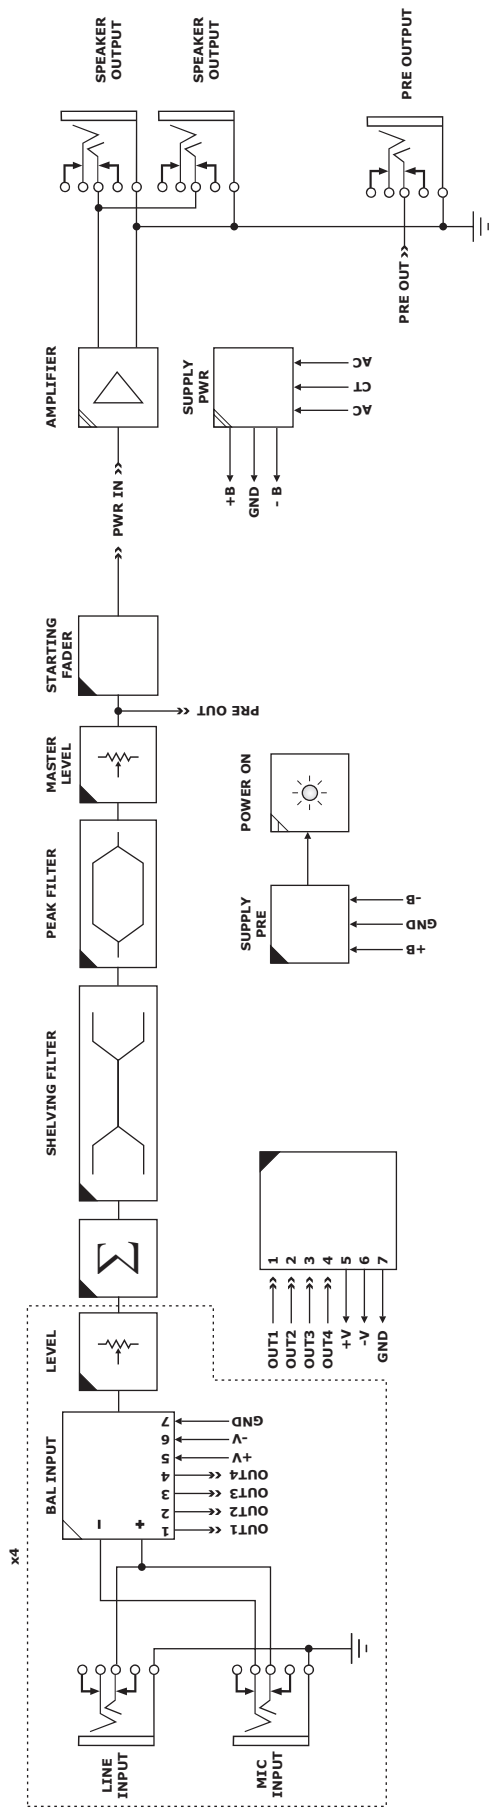 x4
LINE
INPUT
MIC
INPUT
BAL INPUT
−
+
1
2
3
4
5
6
7
OUT1
OUT2
OUT3
OUT4
+V
-V
GND
LEVEL
Σ
OUT1
OUT2
OUT3
OUT4
+V
-V
GND
1
2
3
4
5
6
7
SHELVING FILTER
PEAK FILTER
MASTER
LEVEL
PRE OUT
SUPPLY
PRE
+B
GND
-B
POWER ON
STARTING
FADER
PWR IN
AMPLIFIER
SUPPLY
PWR
+B
GND
- B
AC
CT
AC
SPEAKER
OUTPUT
SPEAKER
OUTPUT
PRE OUT
PRE OUTPUT